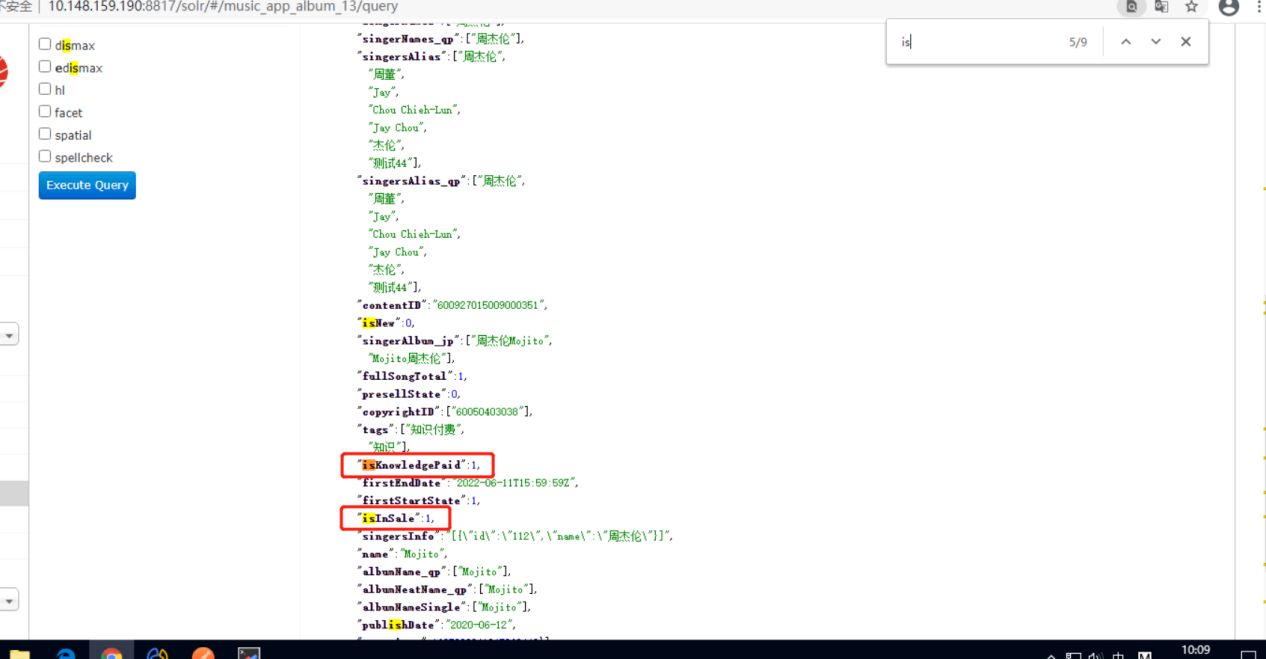 不安全 | 10.148.159.190:8817/solr/#/music_app_album_13/query
is
5/9
dismax
edismax
hl
facet
spatial
spellcheck
Execute Query
"singerNames_qp":["周杰伦"],
"singersAlias":["周杰伦",
"周董",
"Jay",
"Chou Chieh-Lun",
"Jay Chou",
"杰伦",
"测试44"],
"singersAlias_qp":["周杰伦",
"周董",
"Jay",
"Chou Chieh-Lun",
"Jay Chou",
"杰伦",
"测试44"],
"contentID":"600927015009000351",
"isNew":0,
"singerAlbum_jp":["周杰伦Mojito",
"Mojito周杰伦"],
"fullSongTotal":1,
"presellState":0,
"copyrightID":["60050403038"],
"tags":["知识付费",
"知识"],
"isKnowledgePaid":1,
"firstEndDate":"2022-06-11T15:59:59Z",
"firstStartState":1,
"isInSale":1,
"singersInfo":"[{\"id\":\"112\",\"name\":\"周杰伦\"}]",
"name":"Mojito",
"albumName_qp":["Mojito"],
"albumNeatName_qp":["Mojito"],
"albumNameSingle":["Mojito"],
"publishDate":"2020-06-12",
中
M
10:09